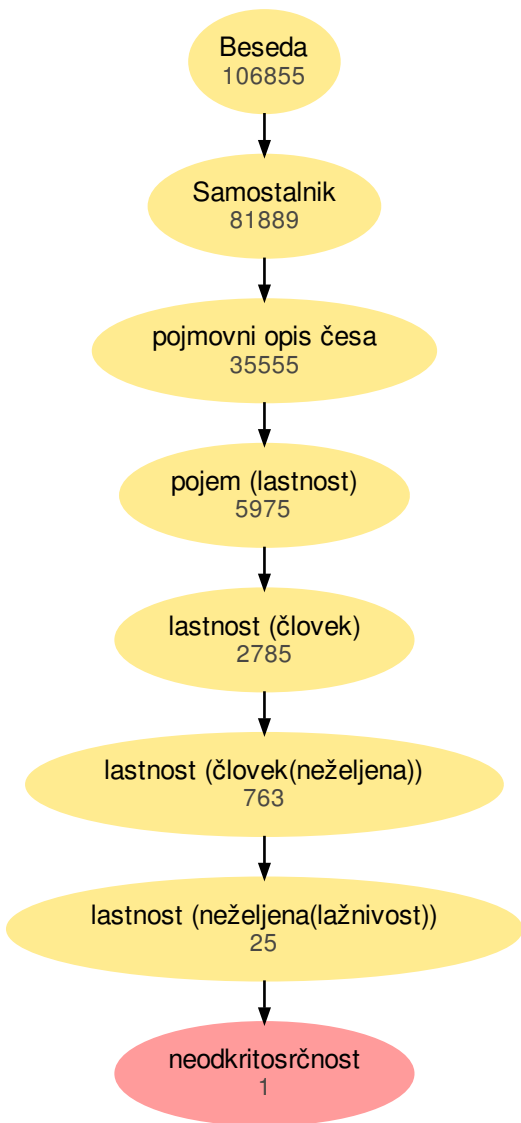 Beseda
106855
Samostalnik
81889
pojmovni opis česa
35555
pojem (lastnost)
5975
lastnost (človek)
2785
lastnost (človek(neželjena))
763
lastnost (neželjena(lažnivost))
25
neodkritosrčnost
1